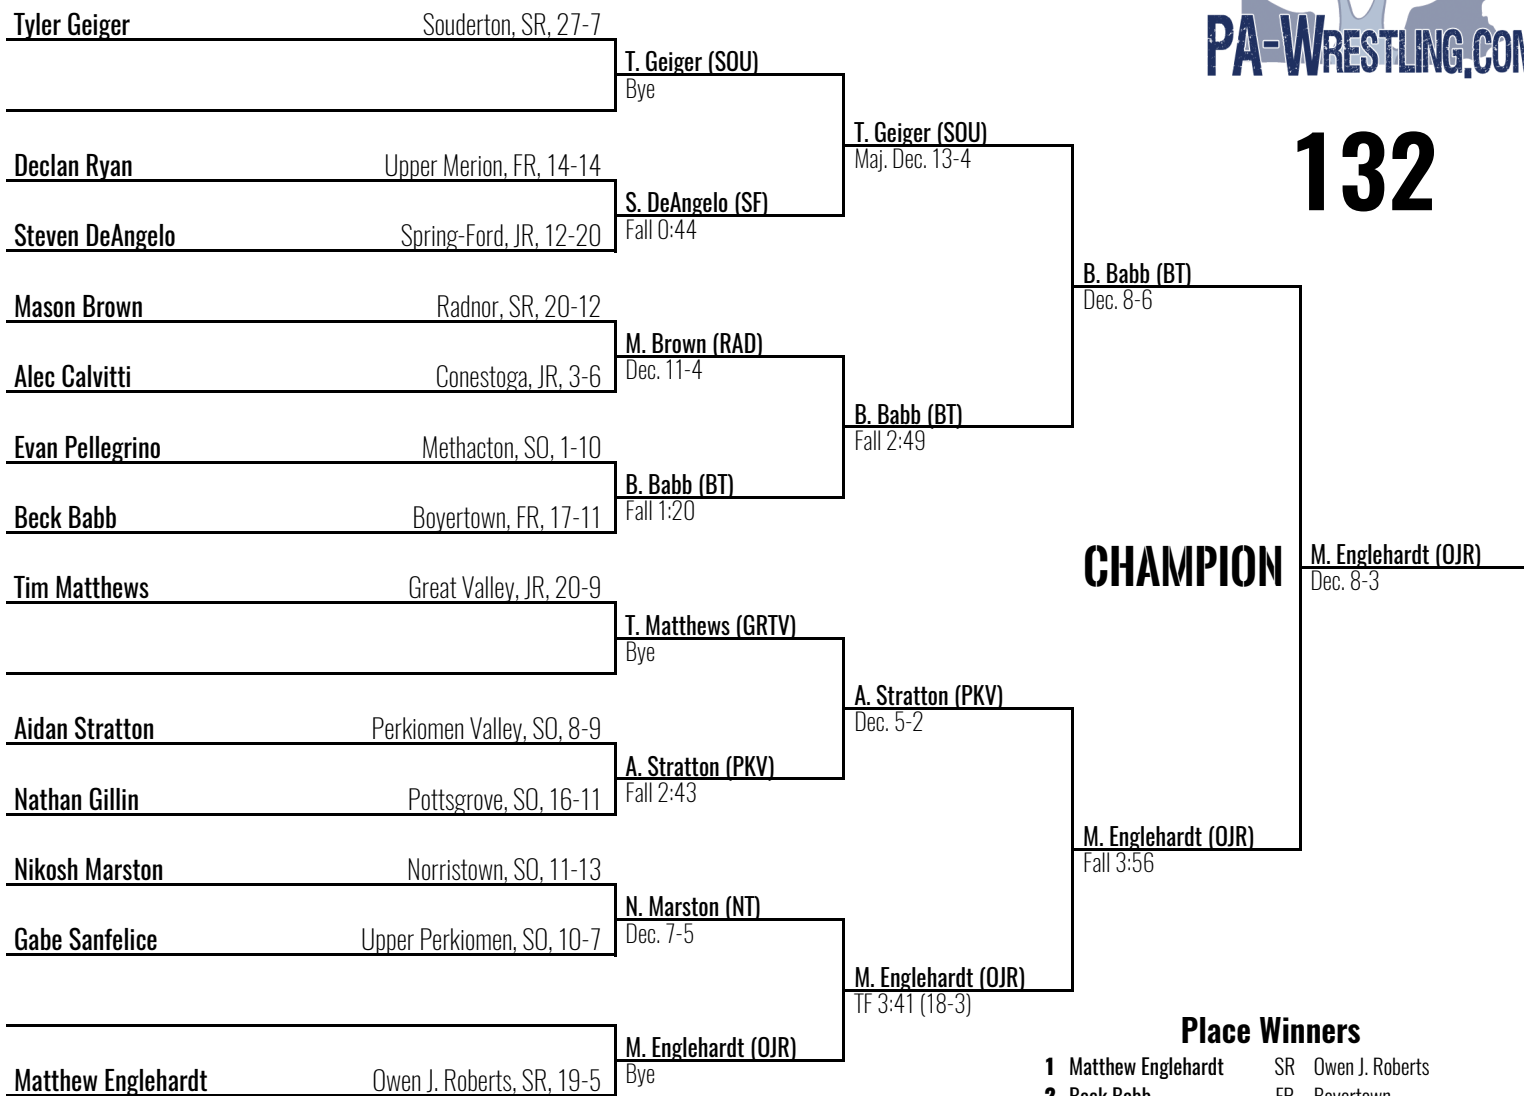 PA-WRESTLING.COM
132
Tyler Geiger Souderton, SR, 27-7
T. Geiger (SOU)
Bye
T. Geiger (SOU)
Maj. Dec. 13-4
Declan Ryan Upper Merion, FR, 14-14
S. DeAngelo (SF)
Fall 0:44
Steven DeAngelo Spring-Ford, JR, 12-20
B. Babb (BT)
Dec. 8-6
Mason Brown Radnor, SR, 20-12
M. Brown (RAD)
Dec. 11-4
Alec Calvitti Conestoga, JR, 3-6
B. Babb (BT)
Fall 2:49
Evan Pellegrino Methacton, SO, 1-10
B. Babb (BT)
Fall 1:20
Beck Babb Boyertown, FR, 17-11
CHAMPION
M. Englehardt (OJR)
Dec. 8-3
Tim Matthews Great Valley, JR, 20-9
T. Matthews (GRTV)
Bye
A. Stratton (PKV)
Dec. 5-2
Aidan Stratton Perkiomen Valley, SO, 8-9
A. Stratton (PKV)
Fall 2:43
Nathan Gillin Pottsgrove, SO, 16-11
M. Englehardt (OJR)
Fall 3:56
Nikosh Marston Norristown, SO, 11-13
N. Marston (NT)
Dec. 7-5
Gabe Sanfelice Upper Perkiomen, SO, 10-7
M. Englehardt (OJR)
TF 3:41 (18-3)
M. Englehardt (OJR)
Bye
Matthew Englehardt Owen J. Roberts, SR, 19-5
Place Winners
1 Matthew Englehardt SR Owen J. Roberts
2 Beck Babb FR Boyertown